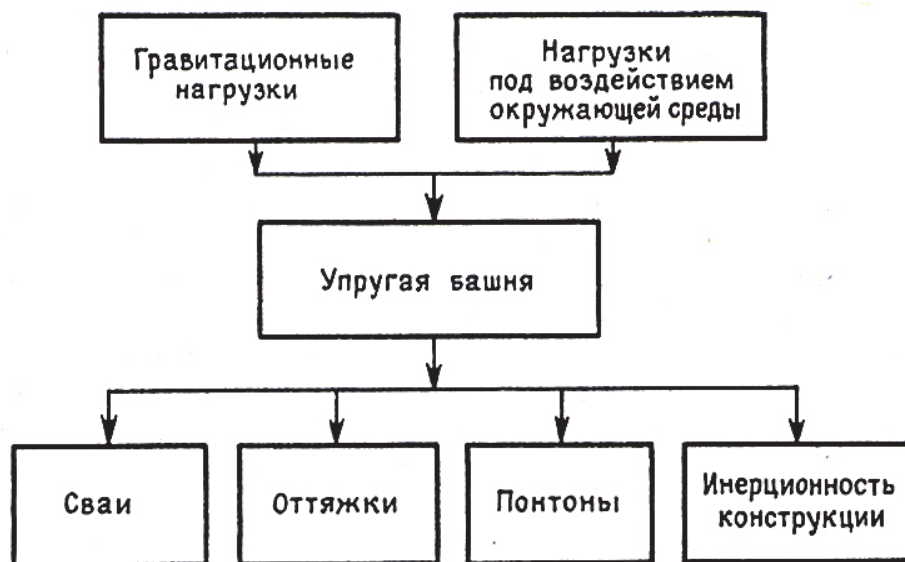 Гравитационные
нагрузки
Нагрузки
под воздействием
окружающей среды
Упругая башня
Сваи
Оттяжки
Понтоны
Инерционность
конструкции